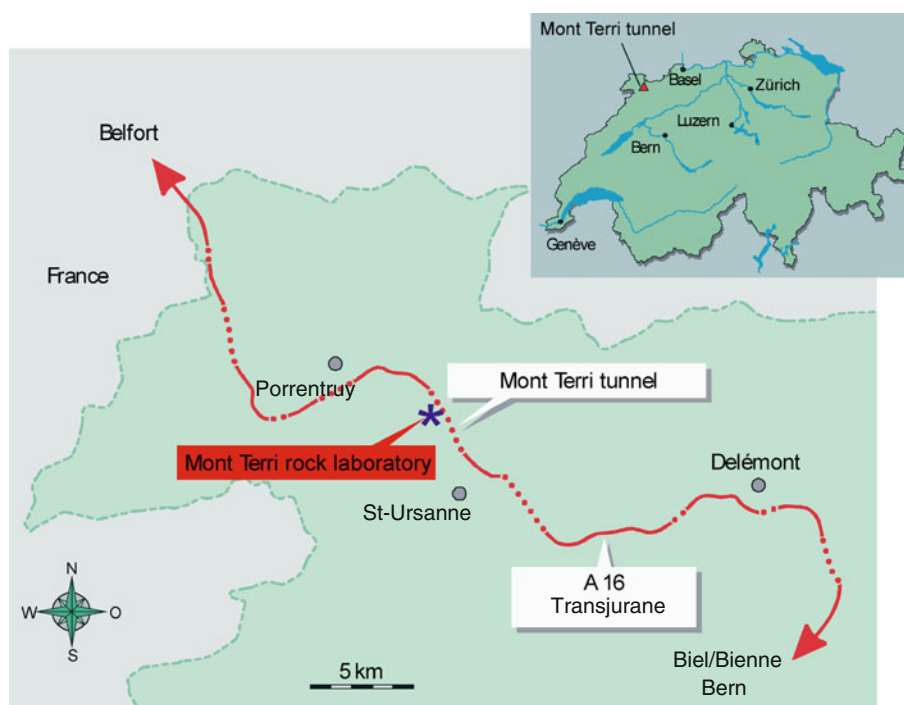 Mont Terri tunnel
Basel
Zürich
Luzern
Bern
Genève
Belfort
France
Porrentruy
Mont Terri tunnel
Mont Terri rock laboratory
Delémont
St-Ursanne
A 16
Transjurane
N
W O
S
5 km
Biel/Bienne
Bern